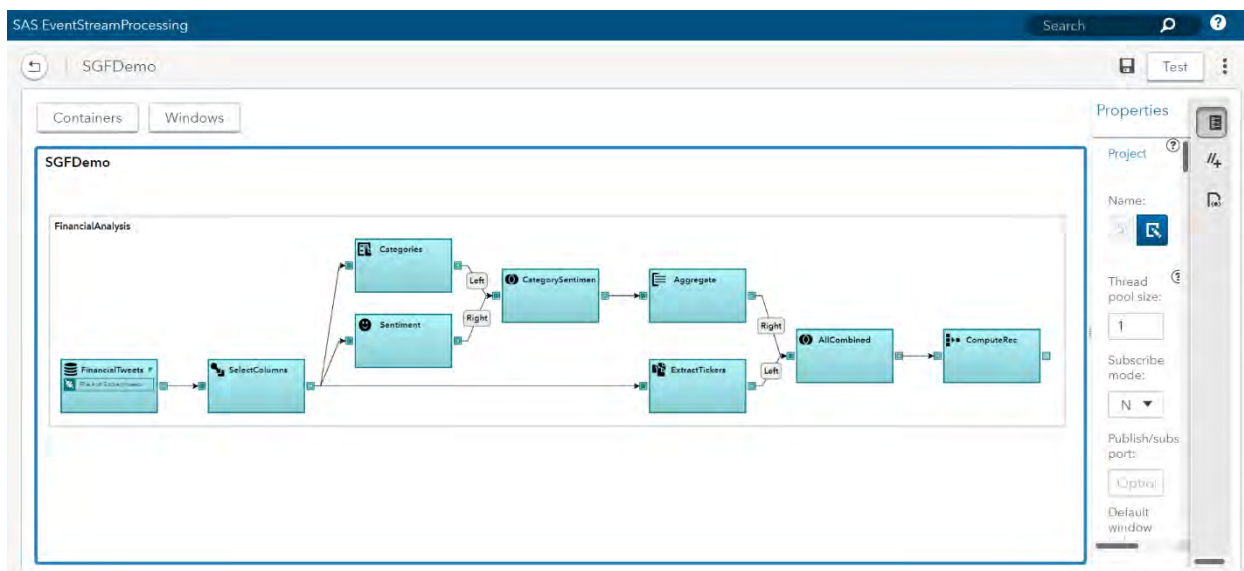 SAS EventStreamProcessing
Search
SGFDemo
Test
Containers
Windows
Properties
SGFDemo
Project
Name:
FinancialAnalysis
Categories
Left
CategorySentimen
Aggregate
Thread
pool size:
1
Right
Sentiment
Right
AllCombined
ComputeRec
Subscribe
mode:
FinancialTweets
SelectColumns
ExtractTickers
Left
N
Publish/subs
port:
Option
Default
window